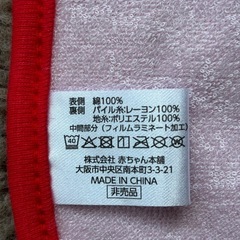 表側 綿100%
裏側 パイル糸:レーヨン100%
地糸:ポリエステル100%
中間部分(フィルムラミネート加工)
40
株式会社 赤ちゃん本舗
大阪市中央区南本町3-3-21
MADE IN CHINA
非売品